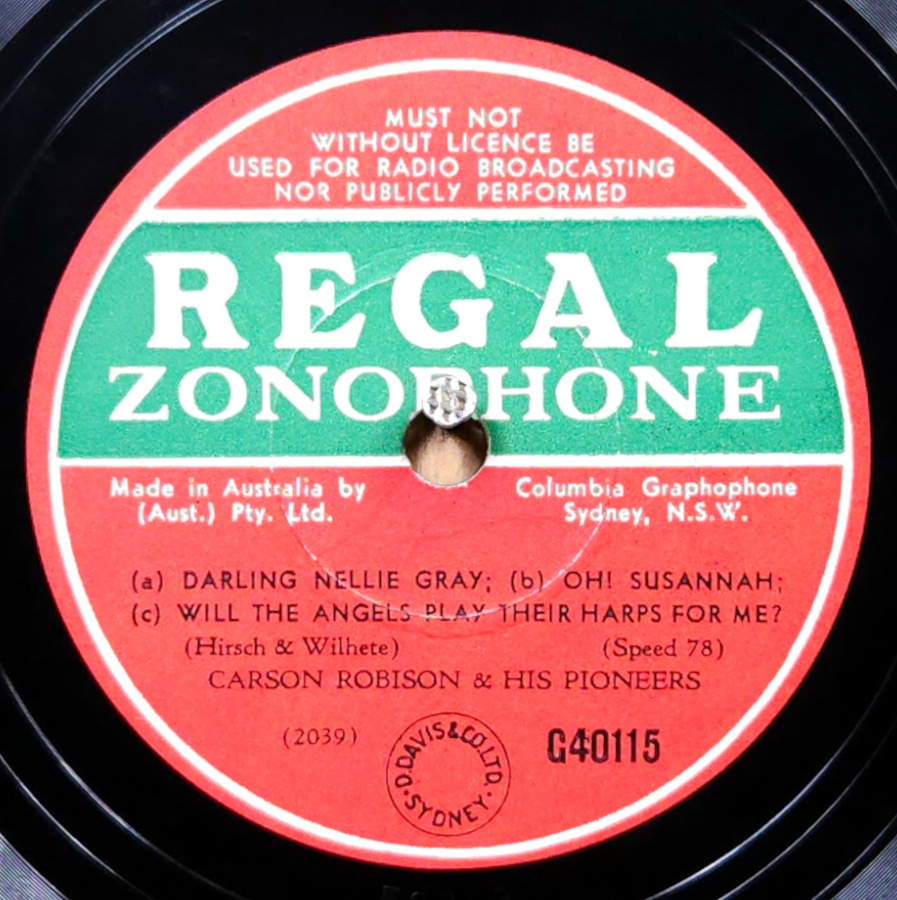 MUST NOT
WITHOUT LICENCE BE
USED FOR RADIO BROADCASTING
NOR PUBLICLY PERFORMED
REGAL
ZONOPHONE
Made in Australia by Columbia Graphophone
(Aust.) Pty. Ltd. Sydney, N.S.W.
(a) DARLING NELLIE GRAY; (b) OH! SUSANNAH;
(c) WILL THE ANGELS PLAY THEIR HARPS FOR ME?
(Hirsch & Wilhete) (Speed 78)
CARSON ROBISON & HIS PIONEERS
(2039) G40115
D. DAVIS & CO. LTD.
SYDNEY